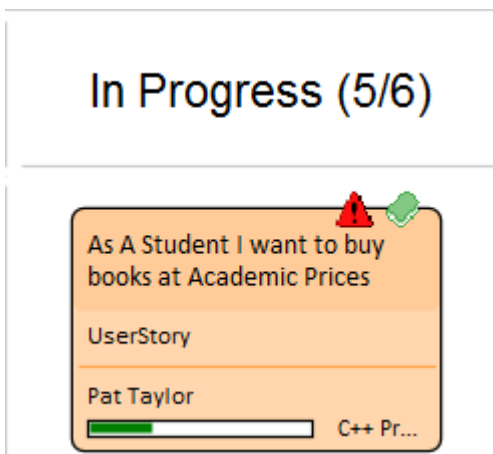 In Progress (5/6)
As A Student I want to buy
books at Academic Prices
UserStory
Pat Taylor
C++ Pr...